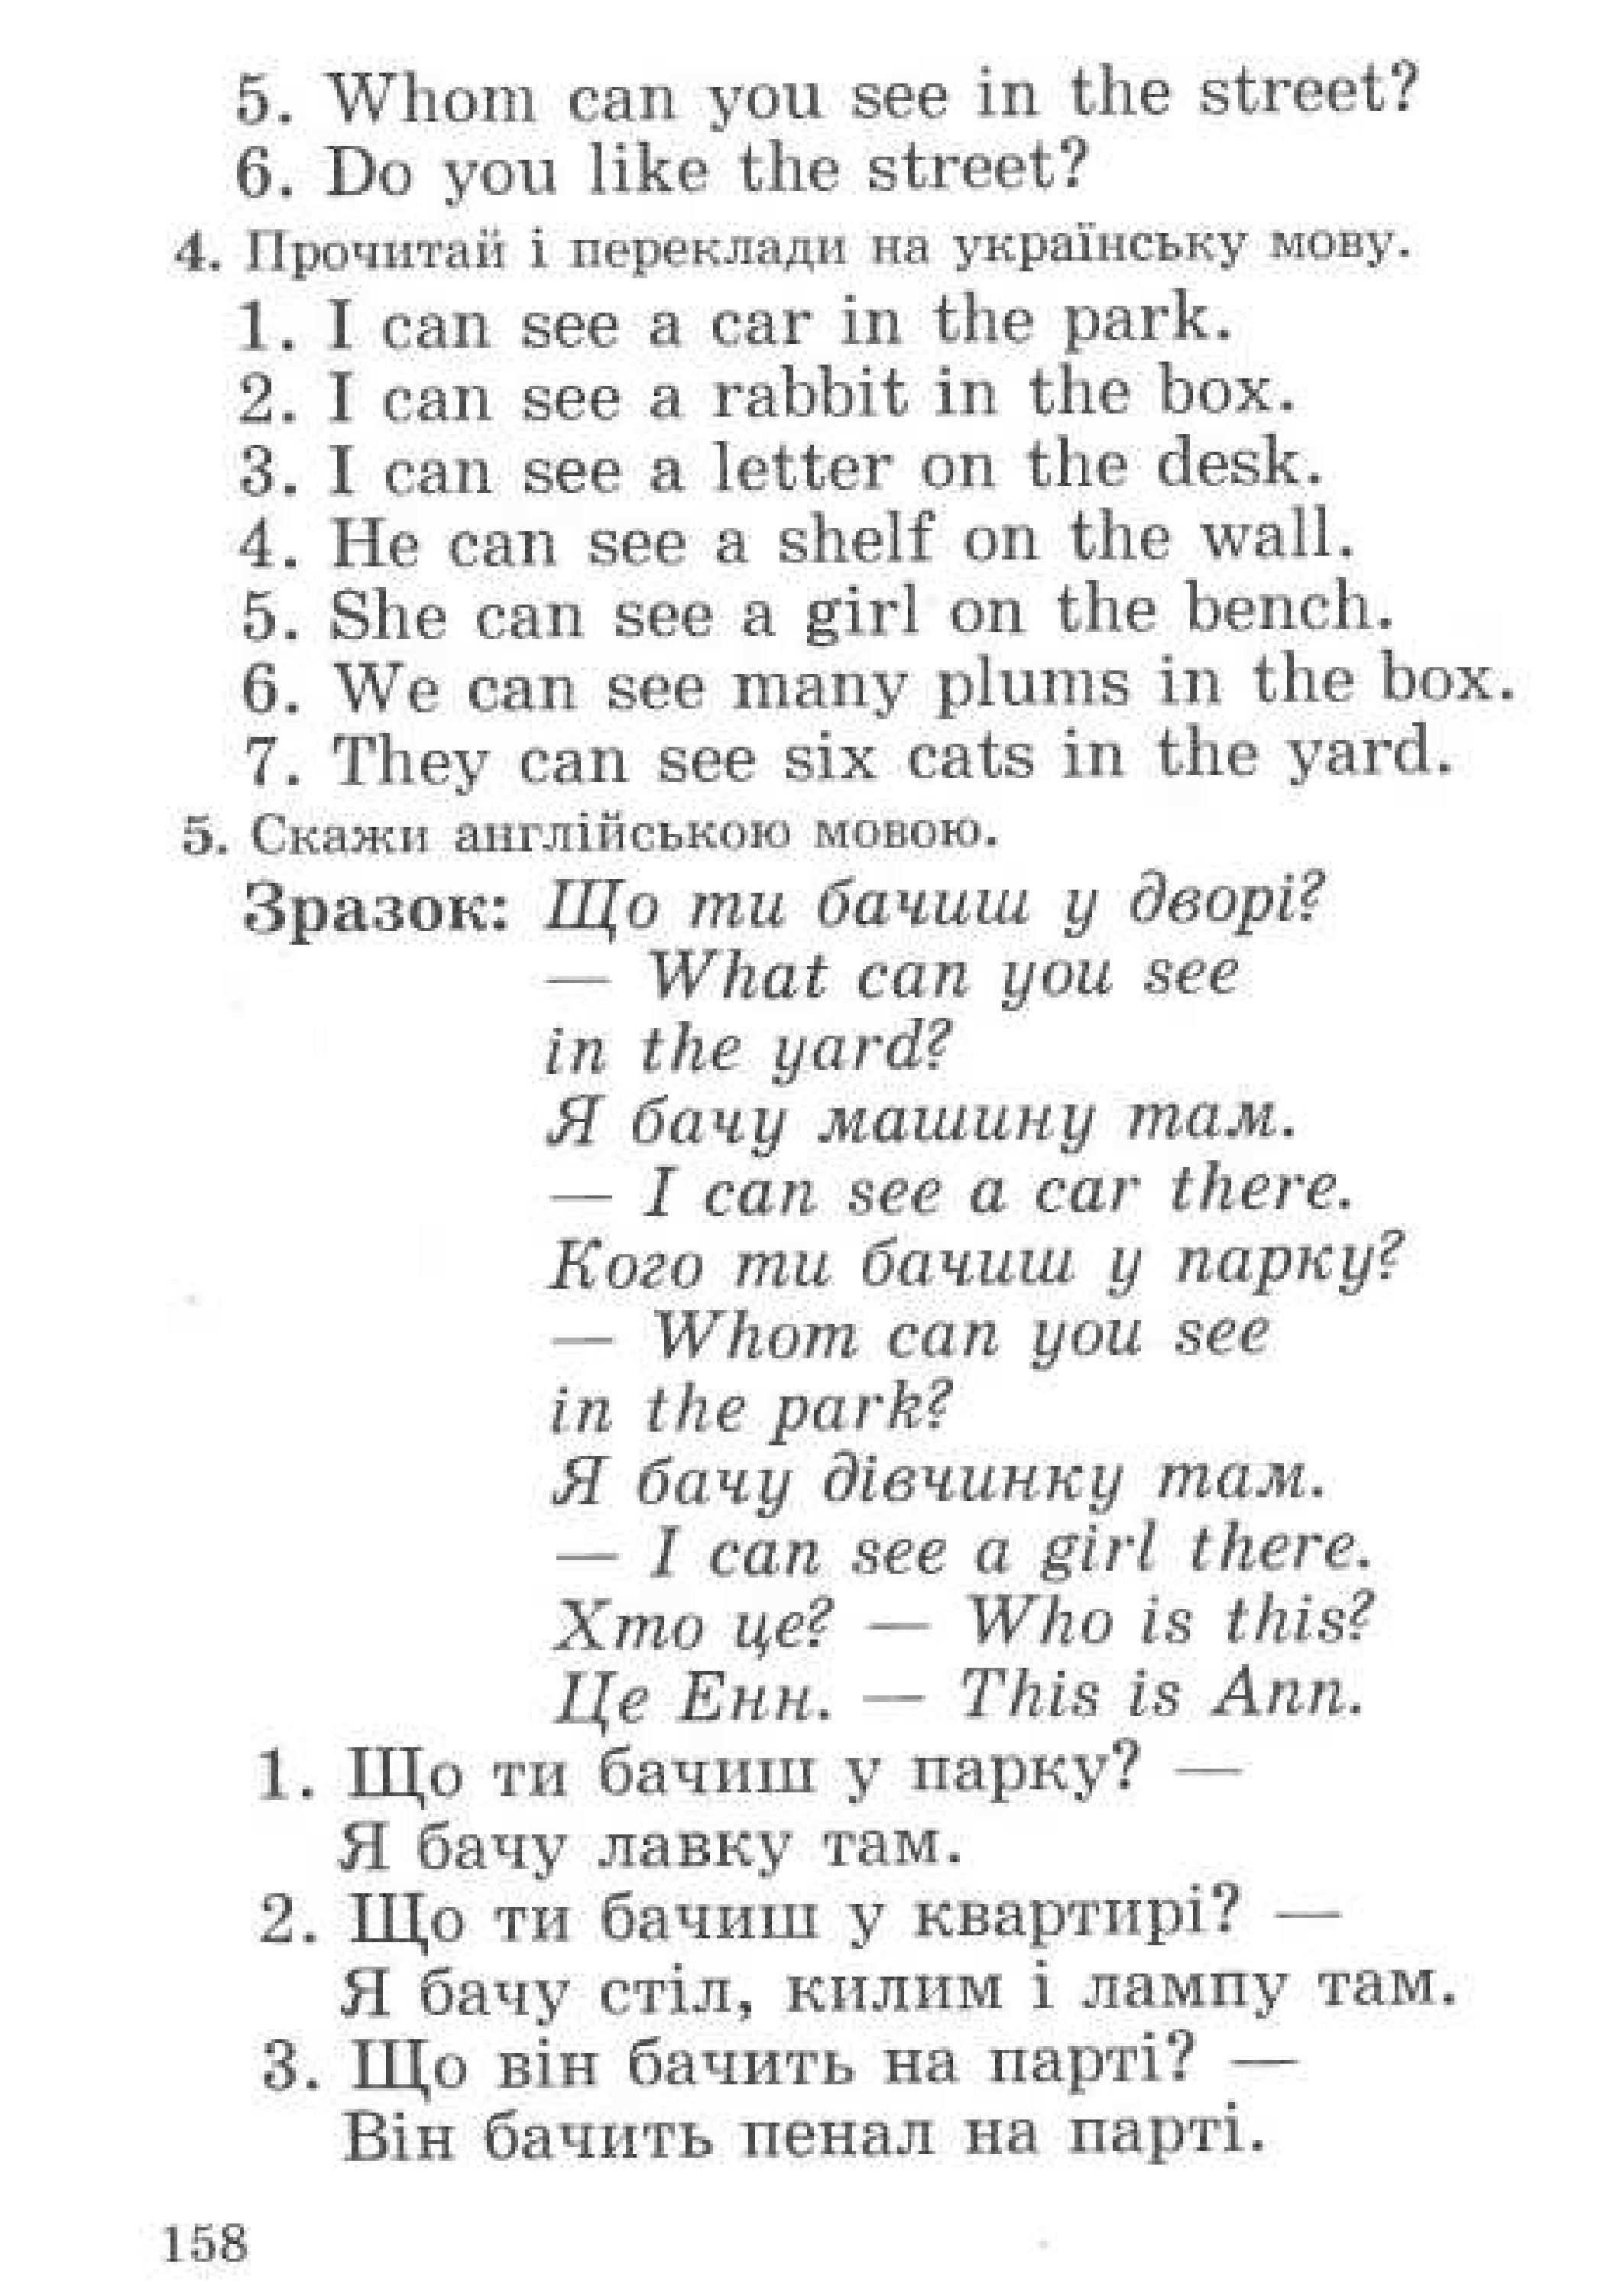 5. Whom can you see in the street?
6. Do you like the street?
4. Прочитай і переклади на українську мову.
1. I can see a car in the park.
2. I can see a rabbit in the box.
3. I can see a letter on the desk.
4. He can see a shelf on the wall.
5. She can see a girl on the bench.
6. We can see many plums in the box.
7. They can see six cats in the yard.
5. Скажи англійською мовою.
Зразок: Що ти бачиш у дворі?
— What can you see
in the yard?
Я бачу машину там.
— I can see a car there.
Кого ти бачиш у парку?
— Whom can you see
in the park?
Я бачу дівчинку там.
— I can see a girl there.
Хто це? — Who is this?
Це Енн. — This is Ann.
1. Що ти бачиш у парку? —
Я бачу лавку там.
2. Що ти бачиш у квартирі? —
Я бачу стіл, килим і лампу там.
3. Що він бачить на парті? —
Він бачить пенал на парті.
158